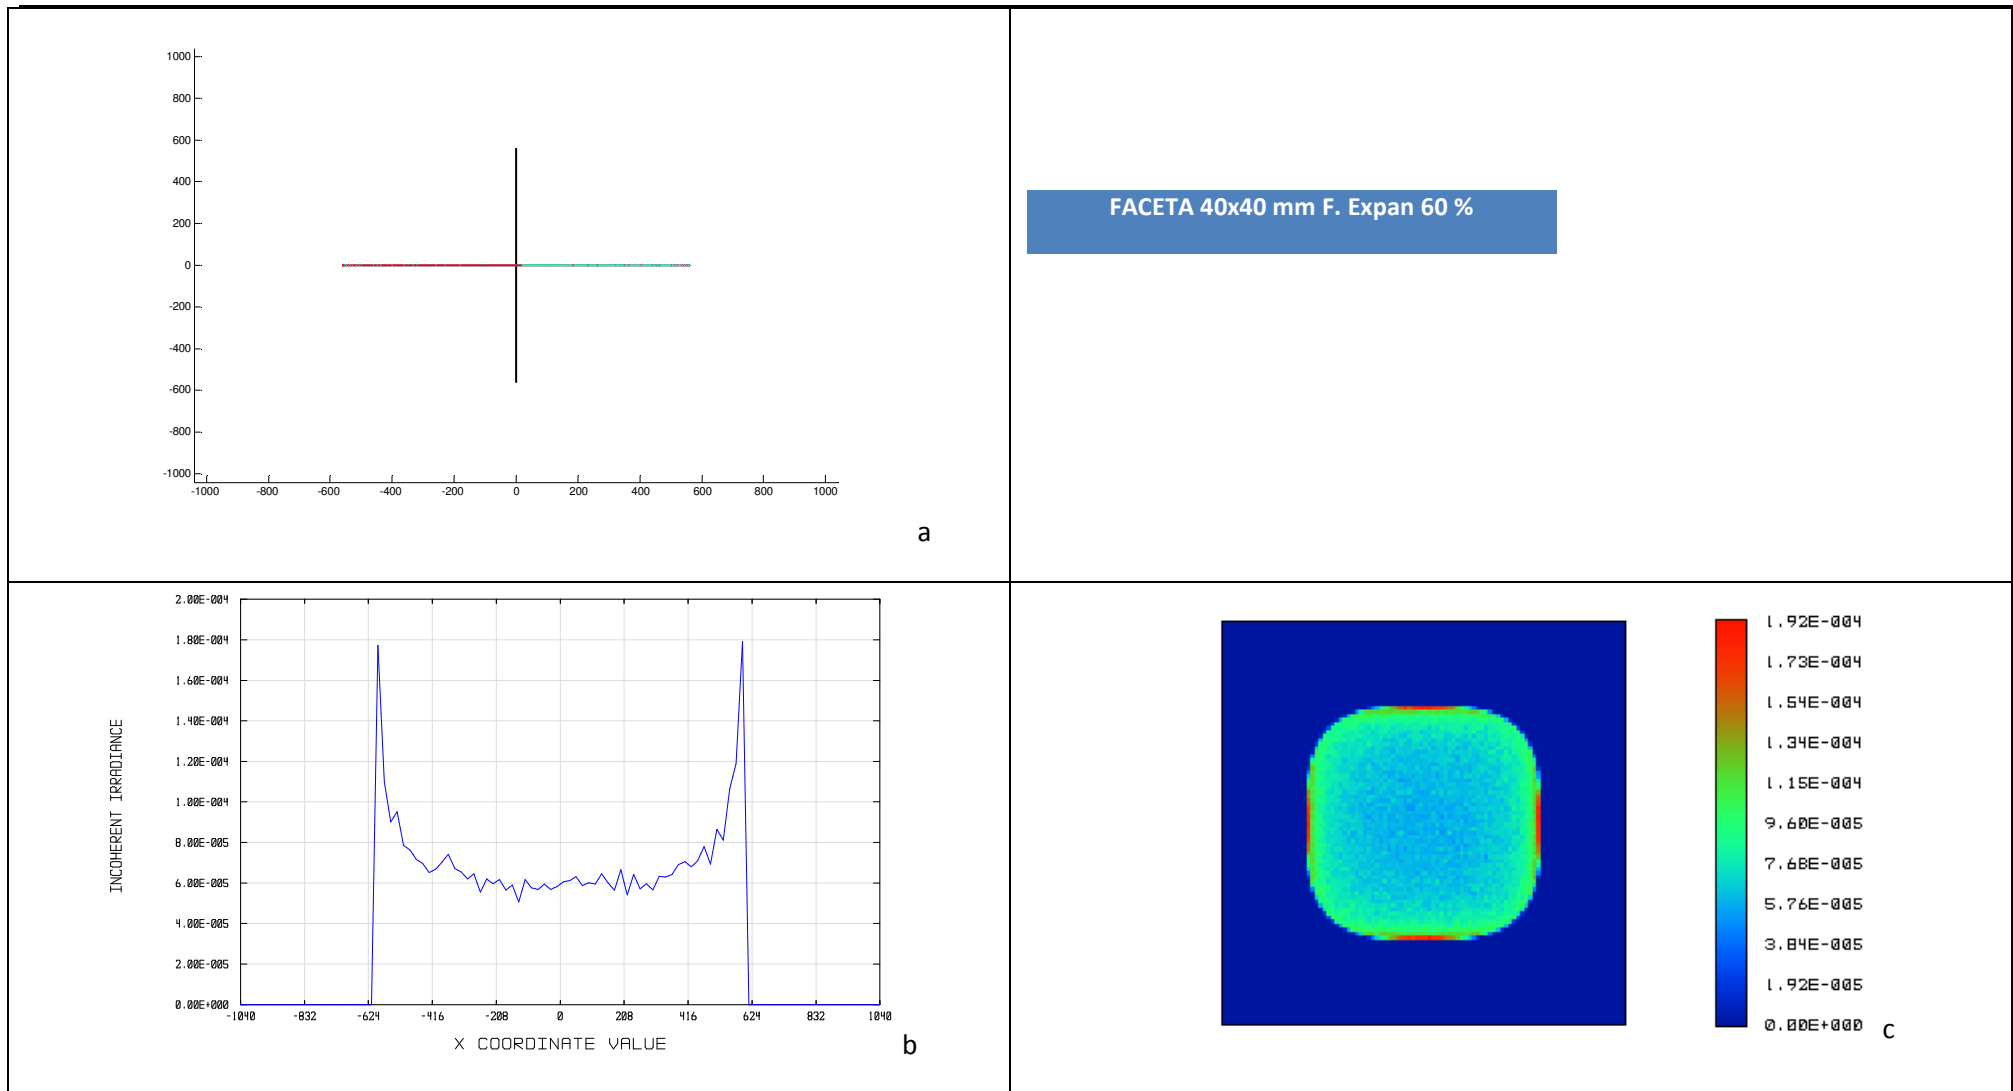 1000
800
600
400
200
0
-200
-400
-600
-800
-1000
-1000 -800 -600 -400 -200 0 200 400 600 800 1000
a
FACETA 40x40 mm F. Expan 60 %
2.00E-004
1.80E-004
1.60E-004
1.40E-004
1.20E-004
1.00E-004
8.00E-005
6.00E-005
4.00E-005
2.00E-005
0.00E+000
INCOHERENT IRRADIANCE
-1040 -832 -624 -416 -208 0 208 416 624 832 1040
X COORDINATE VALUE
b
1.92E-004
1.73E-004
1.54E-004
1.34E-004
1.15E-004
9.60E-005
7.68E-005
5.76E-005
3.84E-005
1.92E-005
0.00E+000
c